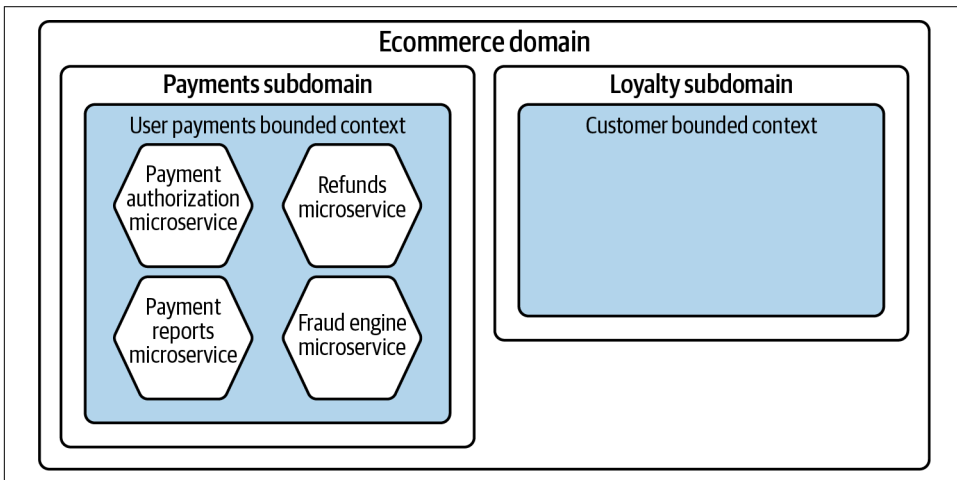 Ecommerce domain
Payments subdomain
User payments bounded context
Payment
authorization
microservice
Refunds
microservice
Payment
reports
microservice
Fraud engine
microservice
Loyalty subdomain
Customer bounded context